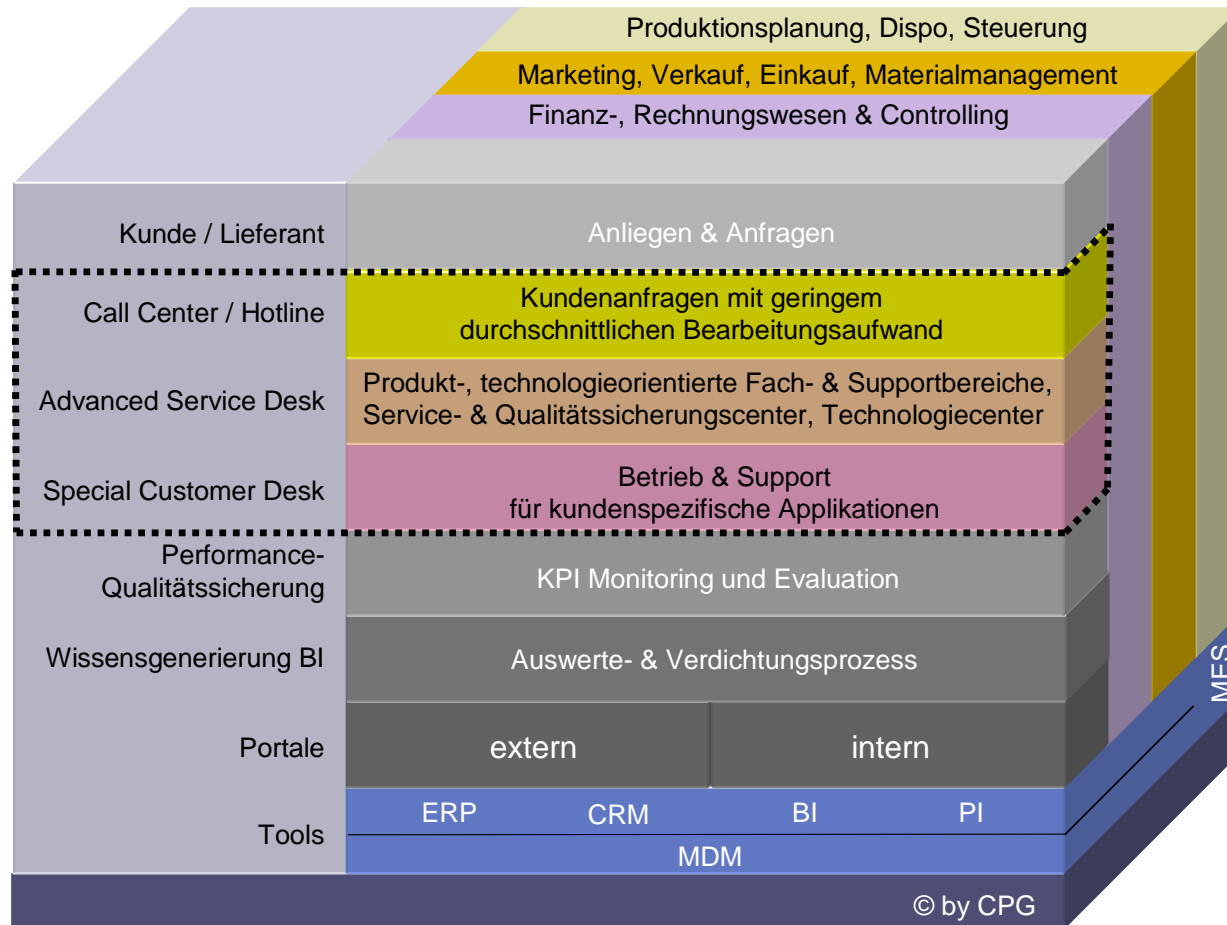 Produktionsplanung, Dispo, Steuerung
Marketing, Verkauf, Einkauf, Materialmanagement
Finanz-, Rechnungswesen & Controlling
Kunde / Lieferant
Anliegen & Anfragen
Call Center / Hotline
Kundenanfragen mit geringem
durchschnittlichen Bearbeitungsaufwand
Advanced Service Desk
Produkt-, technologieorientierte Fach- & Supportbereiche,
Service- & Qualitätssicherungscenter, Technologiecenter
Special Customer Desk
Betrieb & Support
für kundenspezifische Applikationen
Performance-
Qualitätssicherung
KPI Monitoring und Evaluation
Wissensgenerierung BI
Auswerte- & Verdichtungsprozess
Portale
extern
intern
Tools
ERP
CRM
BI
PI
MES
MDM
© by CPG